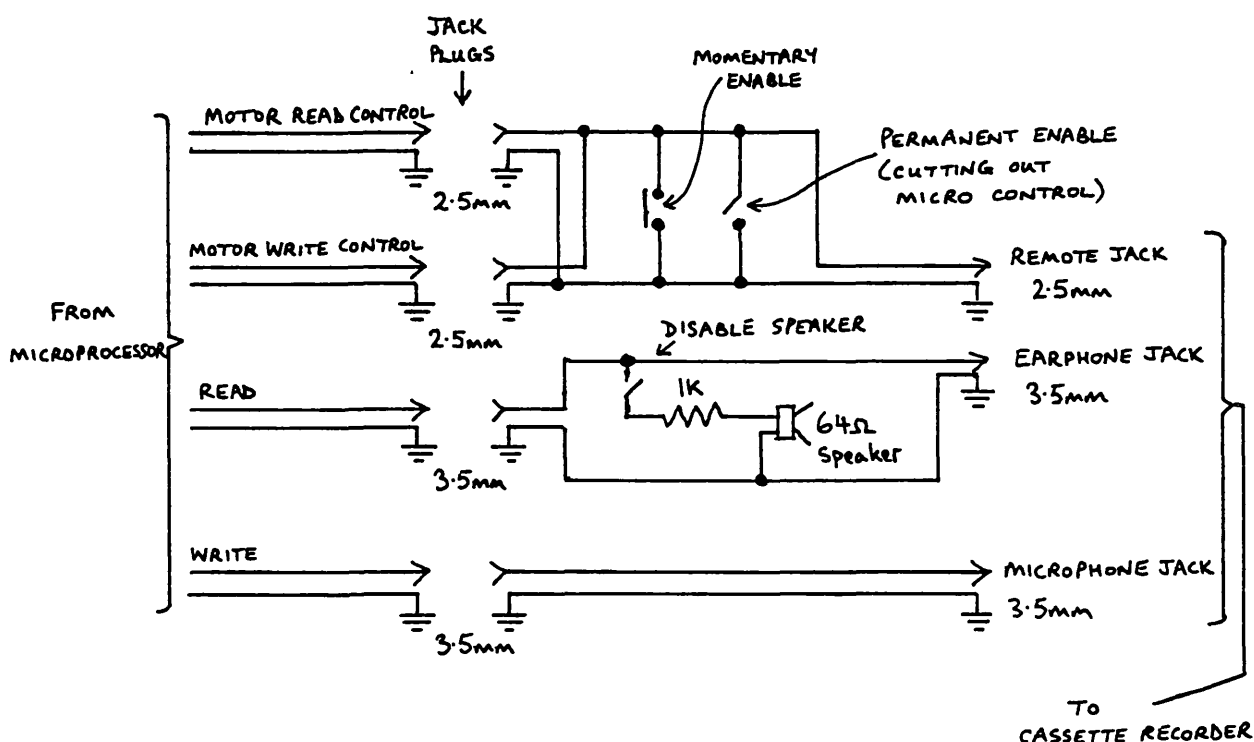 JACK
PLUGS
MOMENTARY
ENABLE
MOTOR READ CONTROL
PERMANENT ENABLE
(CUTTING OUT
MICRO CONTROL)
2.5mm
MOTOR WRITE CONTROL
REMOTE JACK
2.5mm
FROM
MICROPROCESSOR
2.5mm
DISABLE SPEAKER
EARPHONE JACK
3.5mm
READ
1K
64Ω
Speaker
3.5mm
WRITE
MICROPHONE JACK
3.5mm
3.5mm
TO
CASSETTE RECORDER